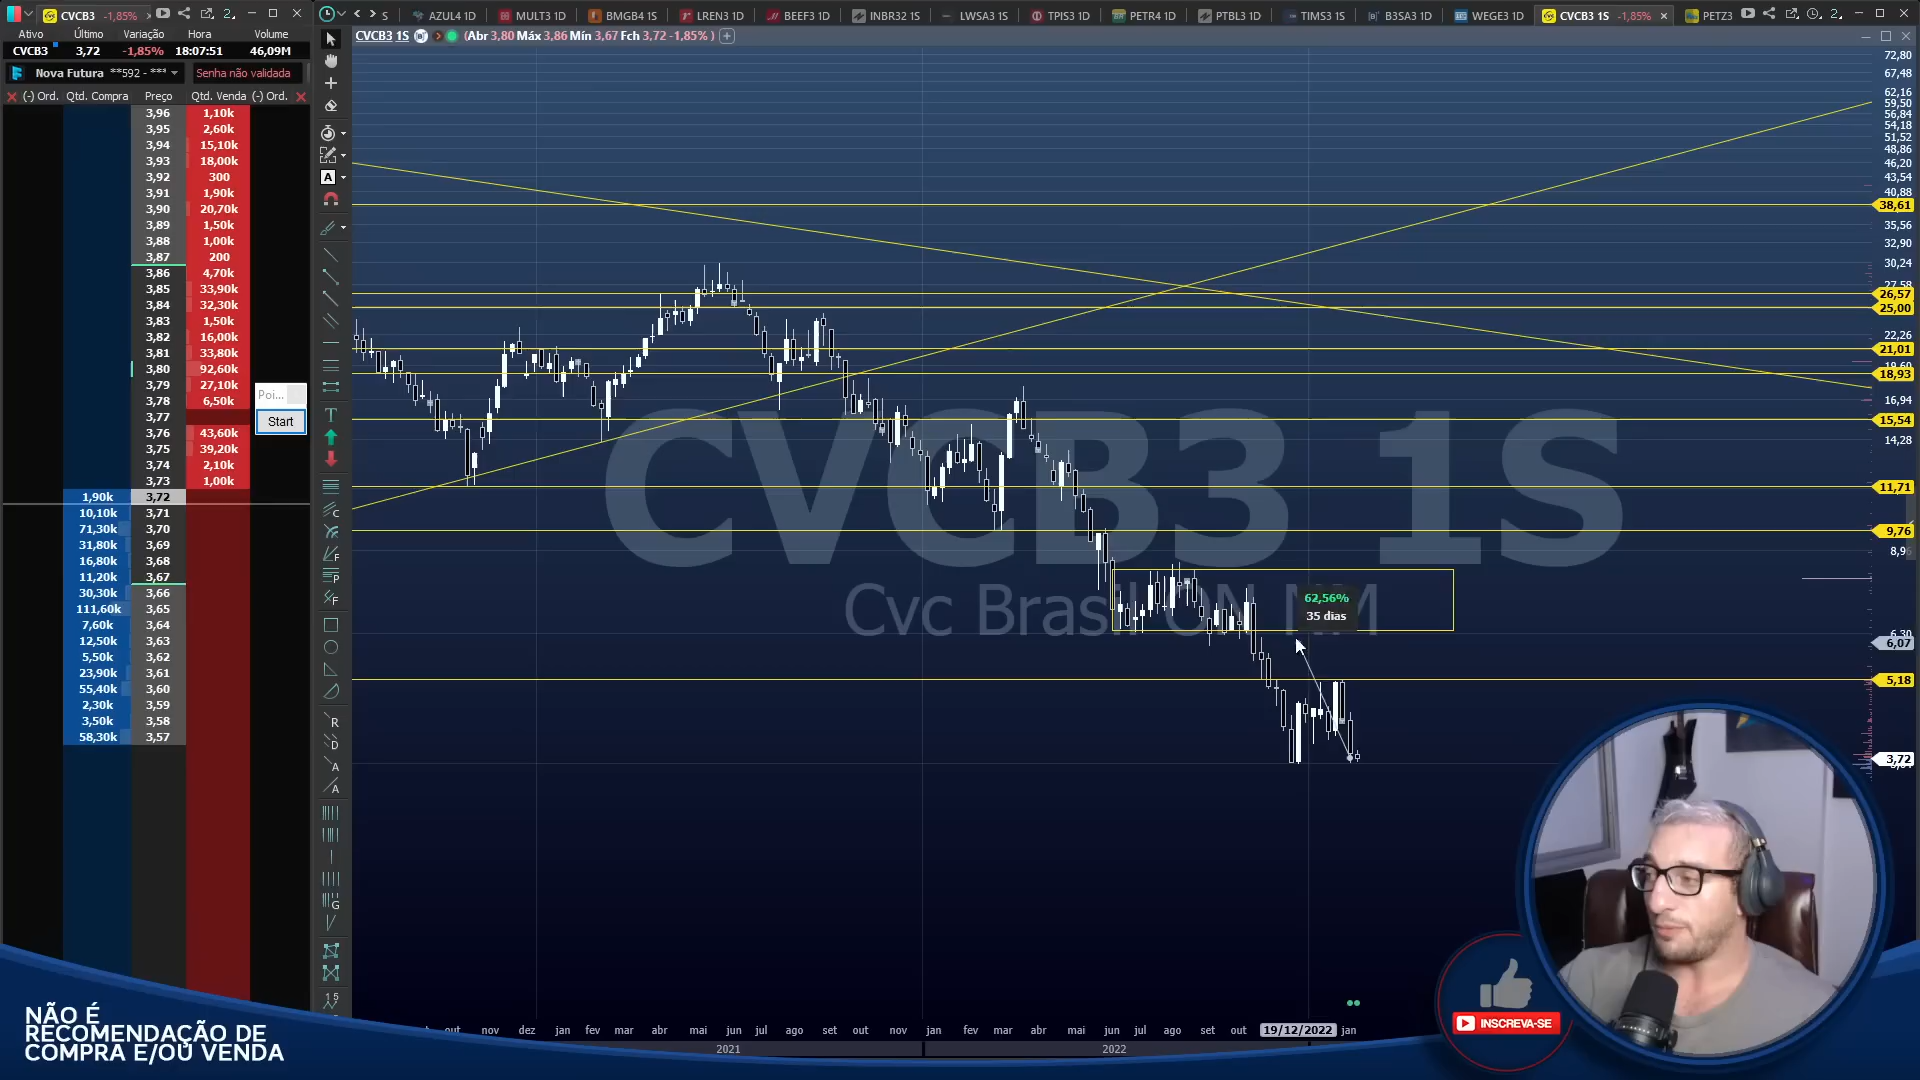 CVCB3 -1,85%
Ativo Último Variação Hora Volume
CVCB3 3,72 -1,85% 18:07:51 46,09M
Nova Futura **592 - *** Senha não validada
(-) Ord. Qtd. Compra Preço Qtd. Venda (-) Ord.
3,96 1,10k
3,95 2,60k
3,94 15,10k
3,93 18,00k
3,92 300
3,91 1,90k
3,90 20,70k
3,89 1,50k
3,88 1,00k
3,87 200
3,86 4,70k
3,85 33,90k
3,84 32,30k
3,83 1,50k
3,82 16,00k
3,81 33,80k
3,80 92,60k
3,79 27,10k
3,78 6,50k
3,77
3,76 43,60k
3,75 39,20k
3,74 2,10k
3,73 1,00k
1,90k 3,72
10,10k 3,71
71,30k 3,70
31,80k 3,69
16,80k 3,68
11,20k 3,67
30,30k 3,66
111,60k 3,65
7,60k 3,64
12,50k 3,63
5,50k 3,62
23,90k 3,61
55,40k 3,60
2,30k 3,59
3,50k 3,58
58,30k 3,57
Poi...
Start
S AZUL4 1D MULT3 1D BMGB4 1S LREN3 1D BEEF3 1D INBR32 1S LWSA3 1S TPIS3 1D PETR4 1D PTBL3 1D TIMS3 1S B3SA3 1D WEGE3 1D CVCB3 1S -1,85% PETZ3
CVCB3 1S (Abr 3,80 Máx 3,86 Mín 3,67 Fch 3,72 -1,85% )
CVCB3 1S
Cvc Brasil ON NM
62,56%
35 dias
72,80
67,48
62,16
59,50
56,84
54,18
51,52
48,86
46,20
43,54
40,88
38,61
35,56
32,90
30,24
27,58
26,57
25,00
22,26
21,01
18,93
16,94
15,54
14,28
11,71
9,76
8,96
6,30
6,07
5,18
3,72
out nov dez jan fev mar abr mai jun jul ago set out nov jan fev mar abr mai jun jul ago set out 19/12/2022 jan
2021 2022
NÃO É
RECOMENDAÇÃO DE
COMPRA E/OU VENDA
INSCREVA-SE